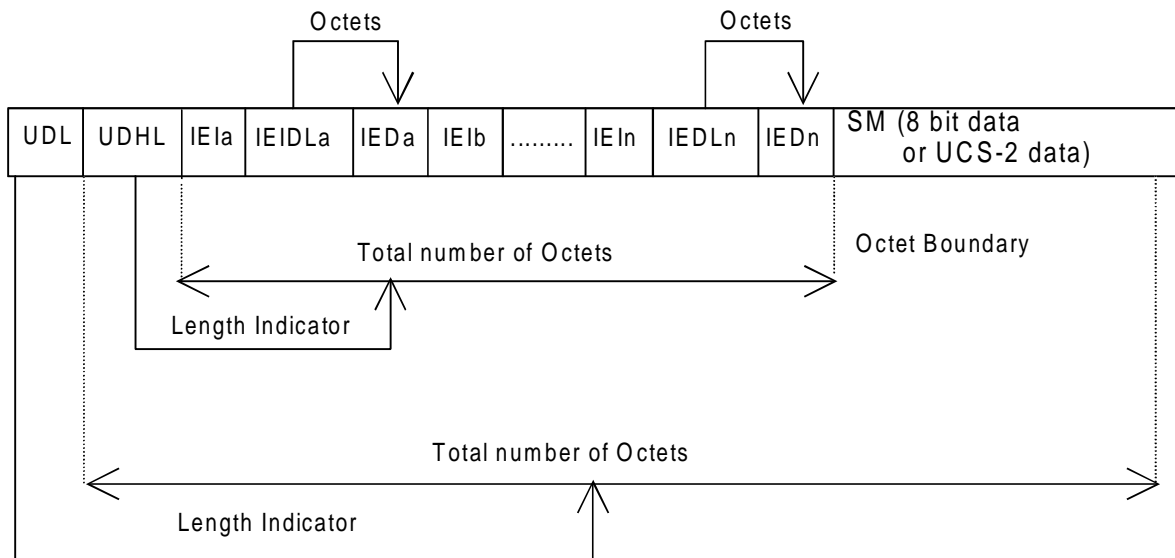 Octets
Octets
UDL
UDHL
IEIa
IEIDLa
IEDa
IEIb
.........
IEIn
IEDLn
IEDn
SM (8 bit data
or UCS-2 data)
Total number of Octets
Octet Boundary
Length Indicator
Total number of Octets
Length Indicator